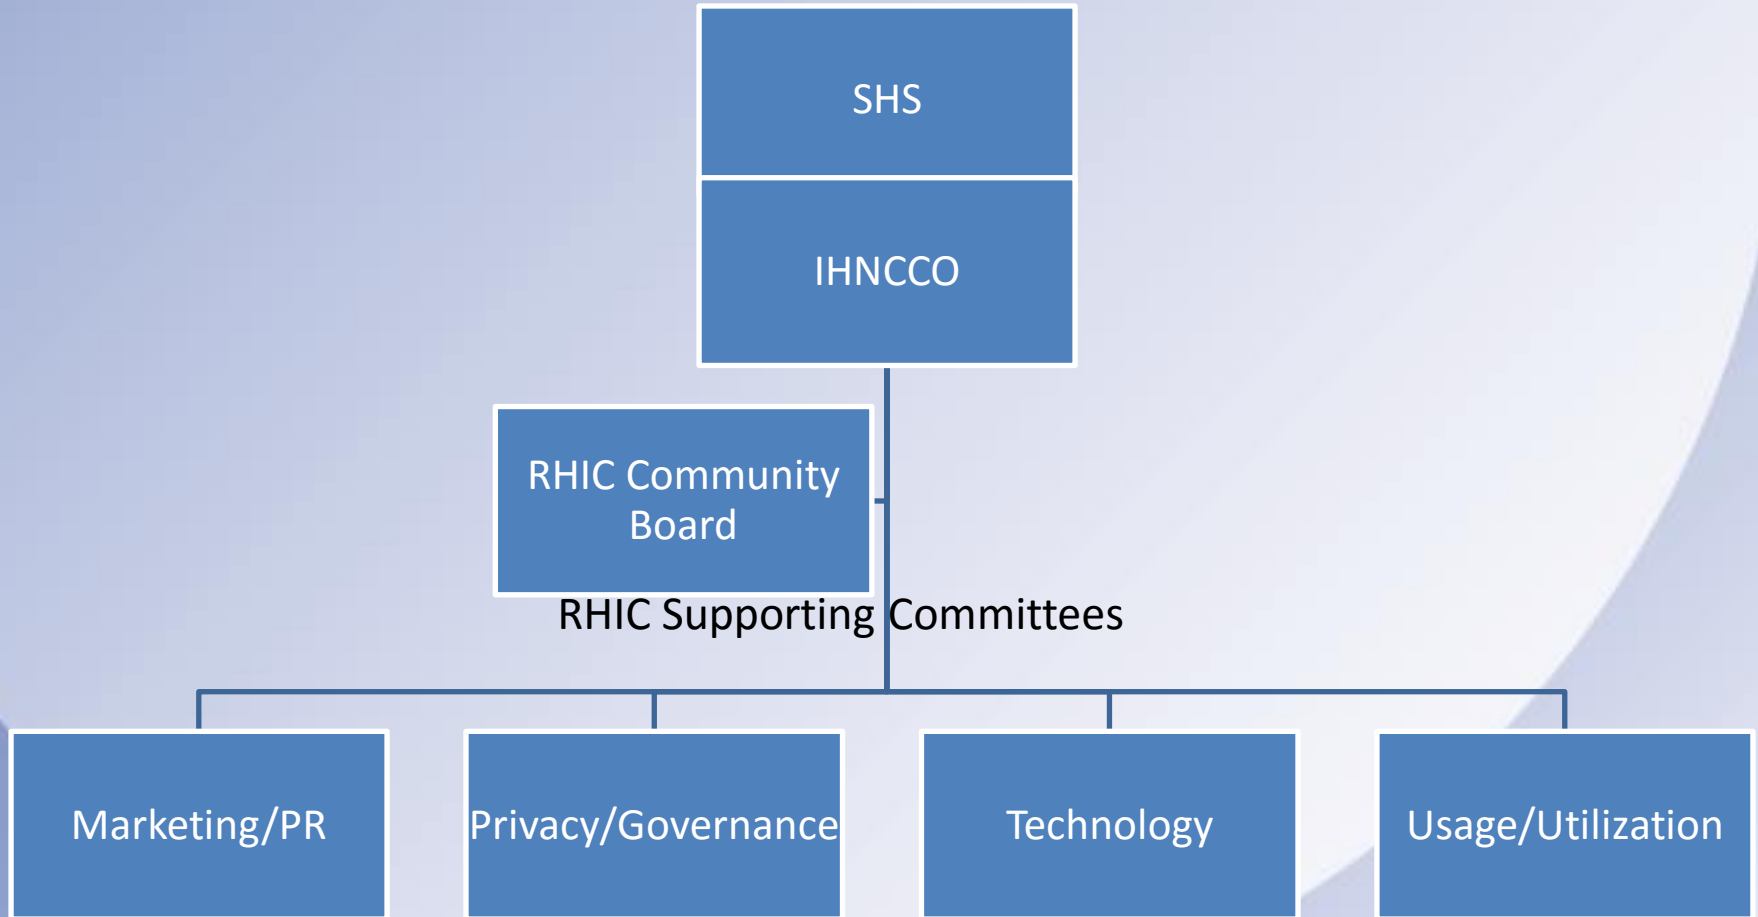 SHS
IHNCCO
RHIC Community
Board
RHIC Supporting Committees
Marketing/PR
Privacy/Governance
Technology
Usage/Utilization